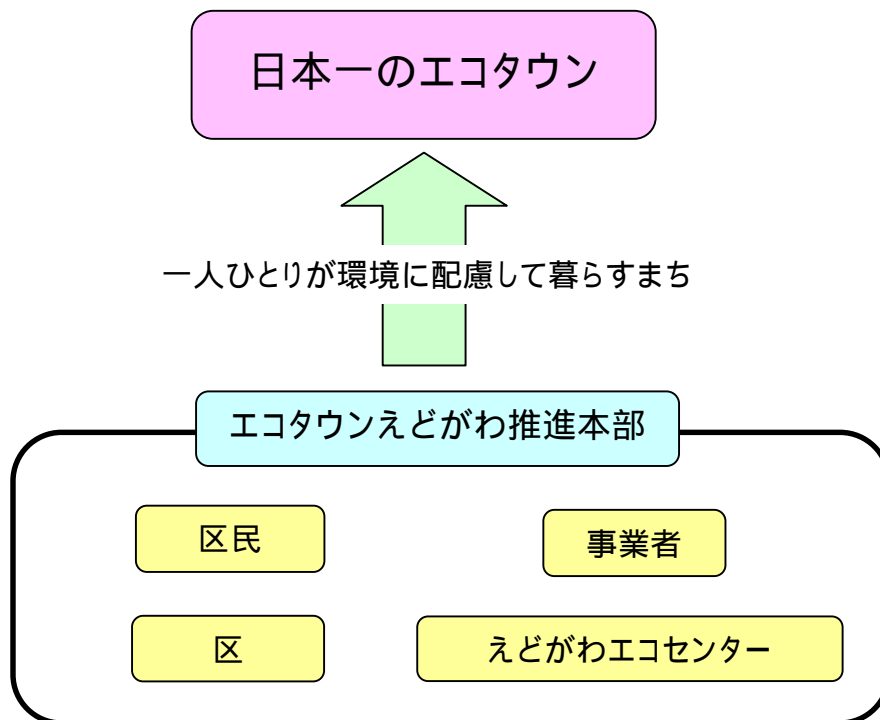 日本一のエコタウン
一人ひとりが環境に配慮して暮らすまち
エコタウンえどがわ推進本部
区民
事業者
区
えどがわエコセンター